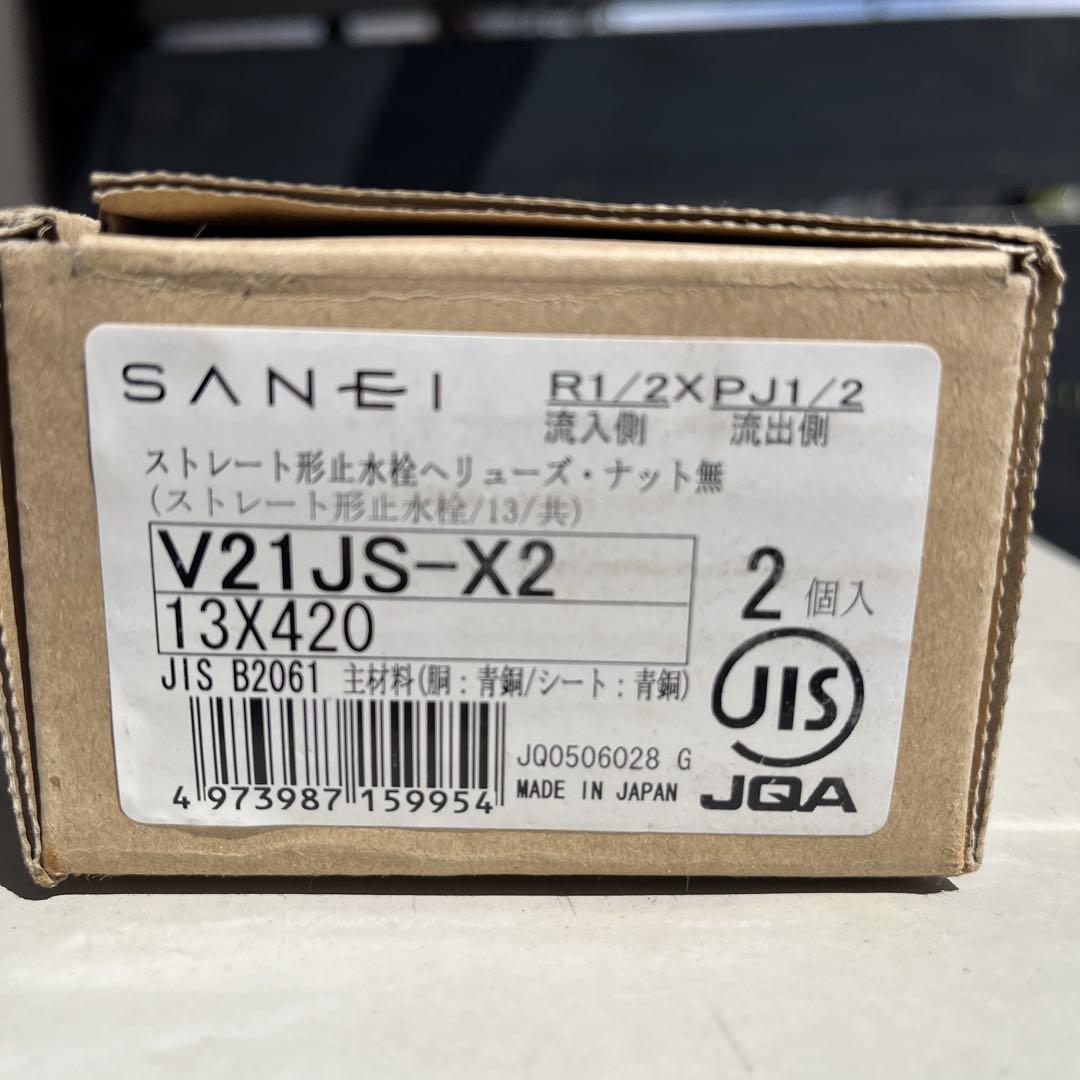 SANEI
R1/2XPJ1/2
流入側 流出側
ストレート形止水栓ヘリューズ・ナット無
(ストレート形止水栓/13/共)
V21JS-X2
13X420
2個入
JIS B2061 主材料(胴:青銅/シート:青銅)
JIS
JQ0506028 G
MADE IN JAPAN
JQA
4 973987 159954